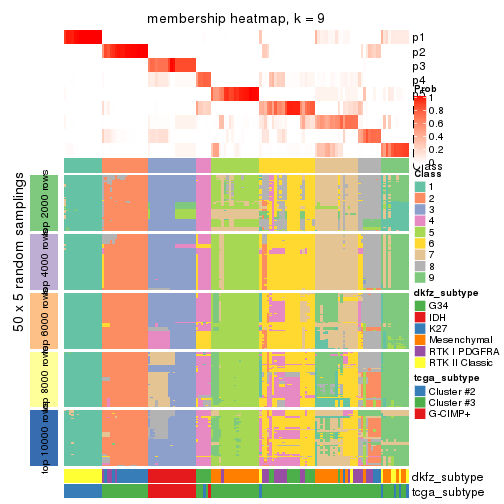 membership heatmap, k = 9
p1
p2
p3
p4
Prob
1
0.8
0.6
0.4
0.2
0
Class
Class
1
2
3
4
5
6
7
8
9
dkfz_subtype
G34
IDH
K27
Mesenchymal
RTK I PDGFRA
RTK II Classic
tcga_subtype
Cluster #2
Cluster #3
G-CIMP+
50 x 5 random samplings
top 2000 rows
top 4000 rows
top 6000 rows
top 8000 rows
top 10000 rows
dkfz_subtype
tcga_subtype